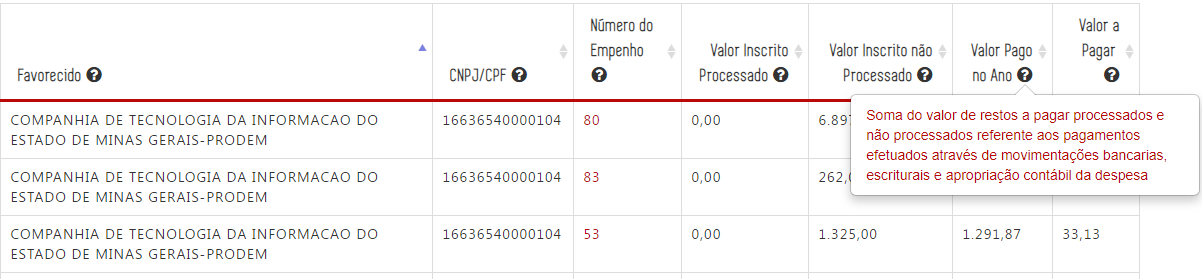 Favorecido ?
CNPJ/CPF ?
Número do
Empenho
?
Valor Inscrito
Processado ?
Valor Inscrito não
Processado ?
Valor Pago
no Ano ?
Valor a
Pagar
?
COMPANHIA DE TECNOLOGIA DA INFORMACAO DO
ESTADO DE MINAS GERAIS-PRODEM
16636540000104
80
0,00
Soma do valor de restos a pagar processados e
não processados referente aos pagamentos
efetuados através de movimentações bancarias,
escriturais e apropriação contábil da despesa
COMPANHIA DE TECNOLOGIA DA INFORMACAO DO
ESTADO DE MINAS GERAIS-PRODEM
16636540000104
83
0,00
COMPANHIA DE TECNOLOGIA DA INFORMACAO DO
ESTADO DE MINAS GERAIS-PRODEM
16636540000104
53
0,00
1.325,00
1.291,87
33,13